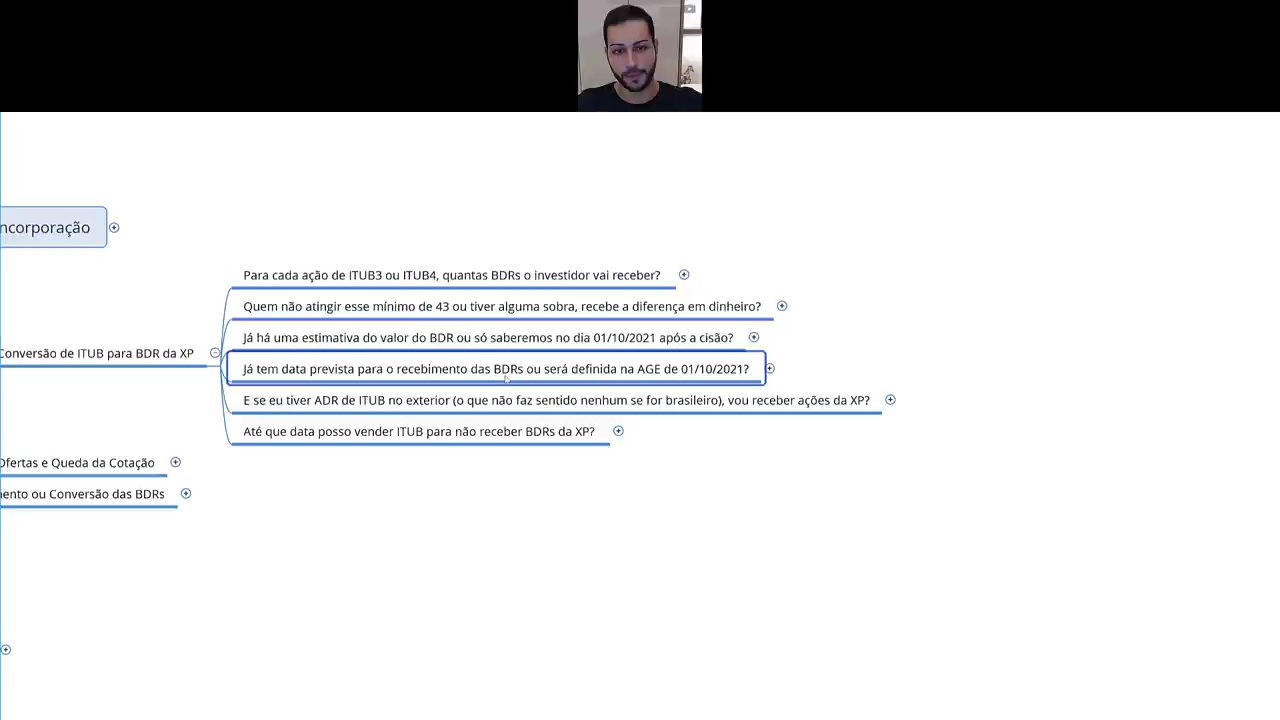 ncorporação
Para cada ação de ITUB3 ou ITUB4, quantas BDRs o investidor vai receber?
Quem não atingir esse mínimo de 43 ou tiver alguma sobra, recebe a diferença em dinheiro?
Já há uma estimativa do valor do BDR ou só saberemos no dia 01/10/2021 após a cisão?
Conversão de ITUB para BDR da XP
Já tem data prevista para o recebimento das BDRs ou será definida na AGE de 01/10/2021?
E se eu tiver ADR de ITUB no exterior (o que não faz sentido nenhum se for brasileiro), vou receber ações da XP?
Até que data posso vender ITUB para não receber BDRs da XP?
Ofertas e Queda da Cotação
nento ou Conversão das BDRs